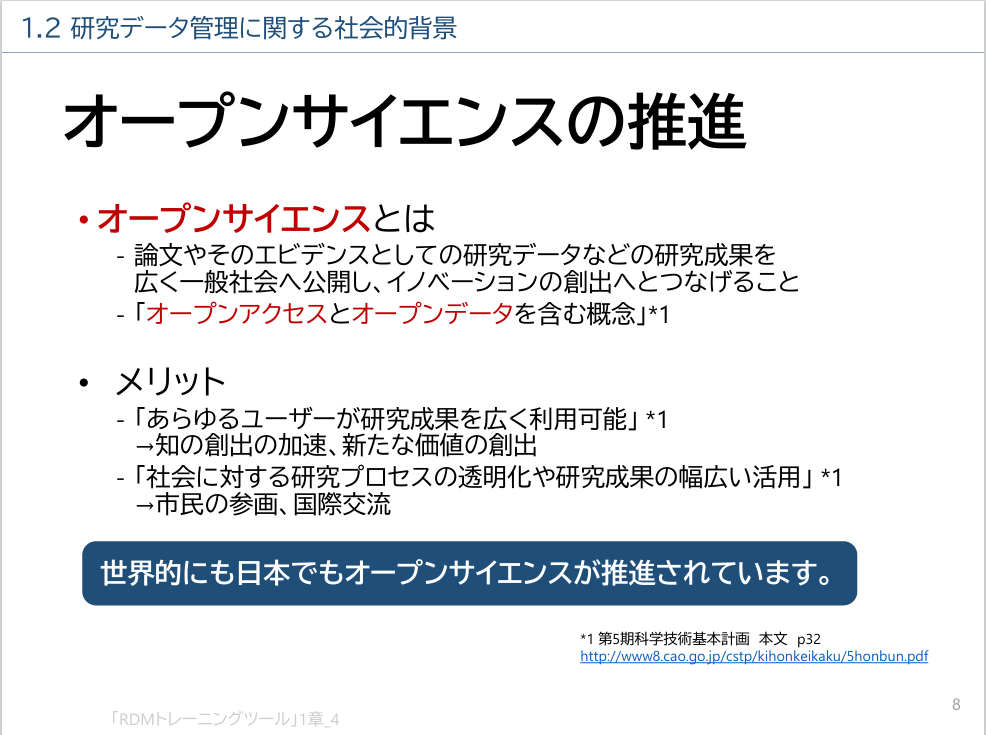 1.2 研究データ管理に関する社会的背景
オープンサイエンスの推進
• オープンサイエンスとは
- 論文やそのエビデンスとしての研究データなどの研究成果を
広く一般社会へ公開し、イノベーションの創出へとつなげること
- 「オープンアクセスとオープンデータを含む概念」*1
• メリット
- 「あらゆるユーザーが研究成果を広く利用可能」 *1
→知の創出の加速、新たな価値の創出
- 「社会に対する研究プロセスの透明化や研究成果の幅広い活用」 *1
→市民の参画、国際交流
世界的にも日本でもオープンサイエンスが推進されています。
*1 第5期科学技術基本計画 本文 p32
http://www8.cao.go.jp/cstp/kihonkeikaku/5honbun.pdf
8
「RDMトレーニングツール」1章_4